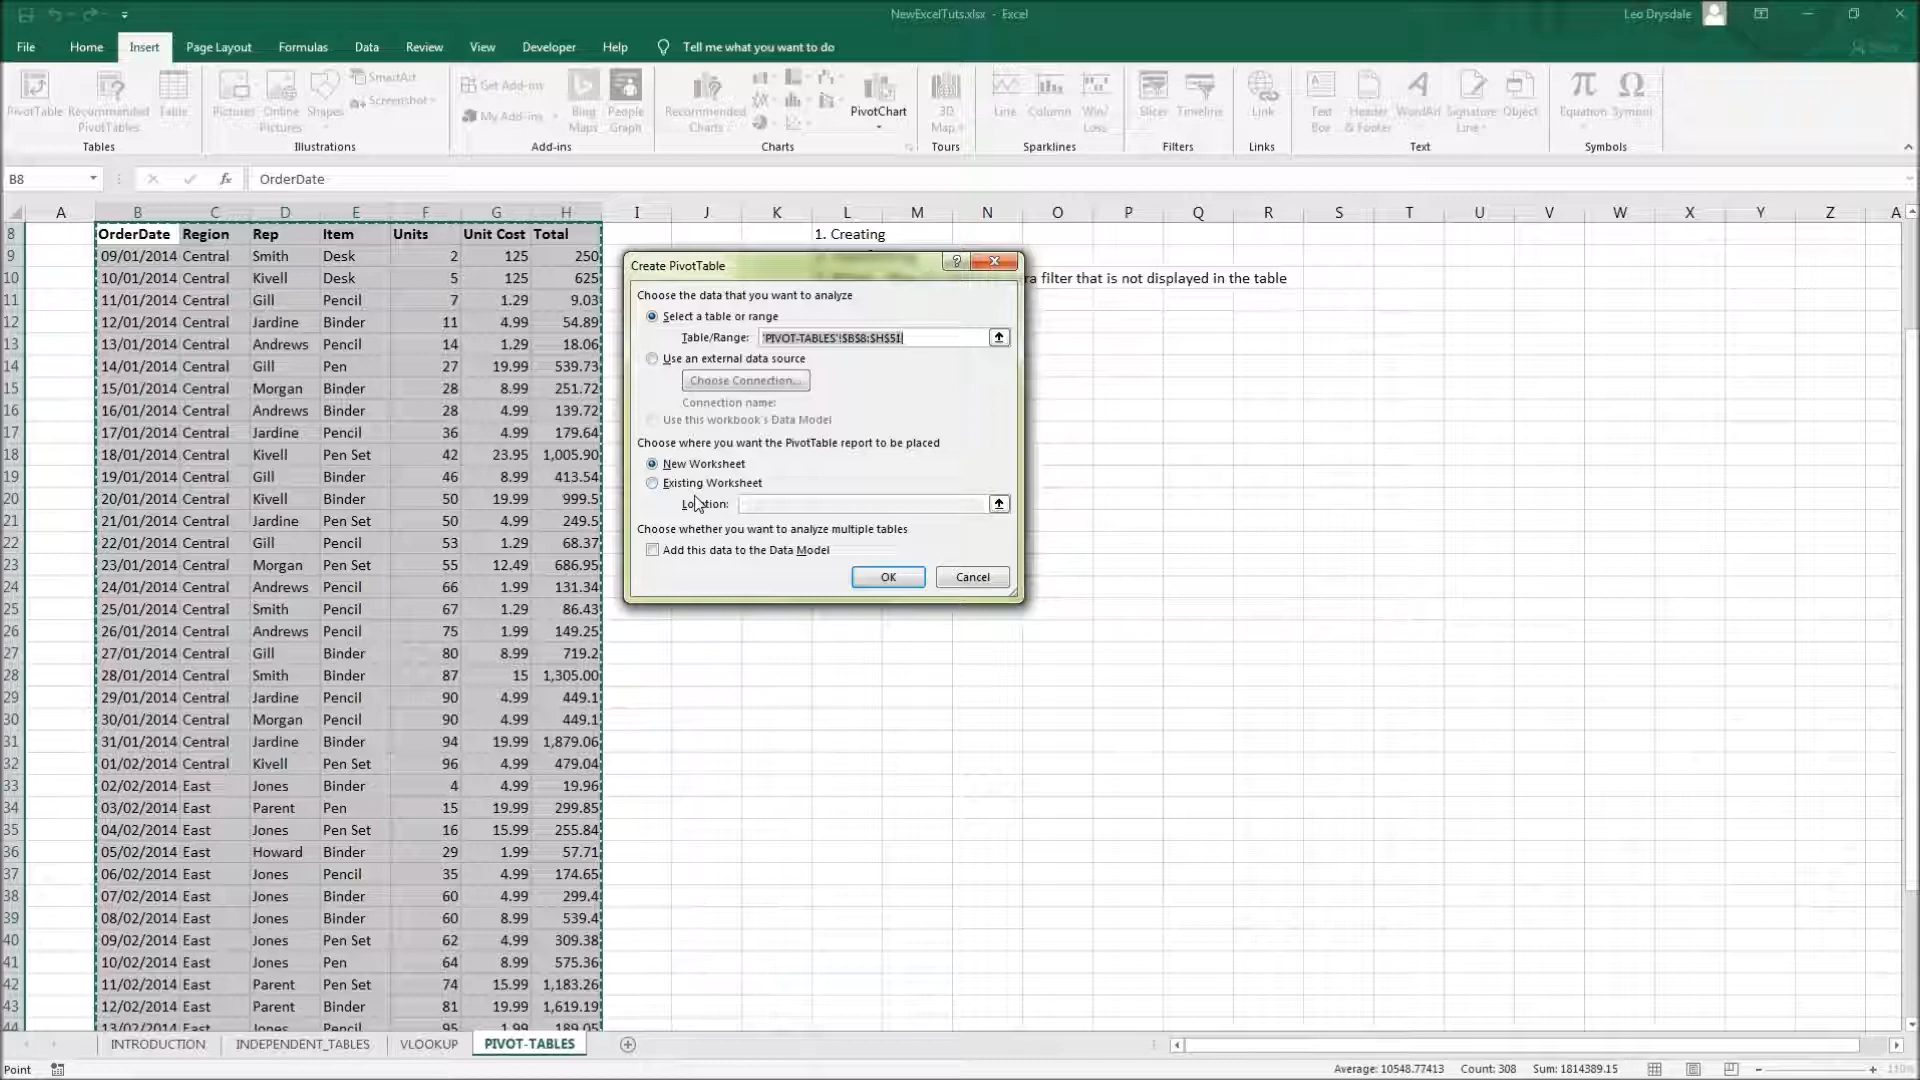 NewExcelTuts.xlsx - Excel
Leo Drysdale
File Home Insert Page Layout Formulas Data Review View Developer Help Tell me what you want to do Share
PivotTable Recommended PivotTables Table
Tables
Pictures Online Pictures Shapes SmartArt Screenshot
Illustrations
Get Add-ins My Add-ins Bing Maps People Graph
Add-ins
Recommended Charts PivotChart
Charts
3D Map
Tours
Line Column Win/ Loss
Sparklines
Slicer Timeline
Filters
Link
Links
Text Box Header & Footer WordArt Signature Line Object
Text
Equation Symbol
Symbols
B8 fx OrderDate
A B C D E F G H I J K L M N O P Q R S T U V W X Y Z A
8 OrderDate Region Rep Item Units Unit Cost Total 1. Creating
9 09/01/2014 Central Smith Desk 2 125 250
10 10/01/2014 Central Kivell Desk 5 125 625 ra filter that is not displayed in the table
11 11/01/2014 Central Gill Pencil 7 1.29 9.03
12 12/01/2014 Central Jardine Binder 11 4.99 54.89
13 13/01/2014 Central Andrews Pencil 14 1.29 18.06
14 14/01/2014 Central Gill Pen 27 19.99 539.73
15 15/01/2014 Central Morgan Binder 28 8.99 251.72
16 16/01/2014 Central Andrews Binder 28 4.99 139.72
17 17/01/2014 Central Jardine Pencil 36 4.99 179.64
18 18/01/2014 Central Kivell Pen Set 42 23.95 1,005.90
19 19/01/2014 Central Gill Binder 46 8.99 413.54
20 20/01/2014 Central Kivell Binder 50 19.99 999.5
21 21/01/2014 Central Jardine Pen Set 50 4.99 249.5
22 22/01/2014 Central Gill Pencil 53 1.29 68.37
23 23/01/2014 Central Morgan Pen Set 55 12.49 686.95
24 24/01/2014 Central Andrews Pencil 66 1.99 131.34
25 25/01/2014 Central Smith Pencil 67 1.29 86.43
26 26/01/2014 Central Andrews Pencil 75 1.99 149.25
27 27/01/2014 Central Gill Binder 80 8.99 719.2
28 28/01/2014 Central Smith Binder 87 15 1,305.00
29 29/01/2014 Central Jardine Pencil 90 4.99 449.1
30 30/01/2014 Central Morgan Pencil 90 4.99 449.1
31 31/01/2014 Central Jardine Binder 94 19.99 1,879.06
32 01/02/2014 Central Kivell Pen Set 96 4.99 479.04
33 02/02/2014 East Jones Binder 4 4.99 19.96
34 03/02/2014 East Parent Pen 15 19.99 299.85
35 04/02/2014 East Jones Pen Set 16 15.99 255.84
36 05/02/2014 East Howard Binder 29 1.99 57.71
37 06/02/2014 East Jones Pencil 35 4.99 174.65
38 07/02/2014 East Jones Binder 60 4.99 299.4
39 08/02/2014 East Jones Binder 60 8.99 539.4
40 09/02/2014 East Jones Pen Set 62 4.99 309.38
41 10/02/2014 East Jones Pen 64 8.99 575.36
42 11/02/2014 East Parent Pen Set 74 15.99 1,183.26
43 12/02/2014 East Parent Binder 81 19.99 1,619.19
44 13/02/2014 East Jones Pencil 95 1.99 189.05
Create PivotTable
Choose the data that you want to analyze
Select a table or range
Table/Range: 'PIVOT-TABLES'!$B$8:$H$51
Use an external data source
Choose Connection...
Connection name:
Use this workbook's Data Model
Choose where you want the PivotTable report to be placed
New Worksheet
Existing Worksheet
Location:
Choose whether you want to analyze multiple tables
Add this data to the Data Model
OK Cancel
INTRODUCTION INDEPENDENT_TABLES VLOOKUP PIVOT-TABLES
Point Average: 10548.77413 Count: 308 Sum: 1814389.15